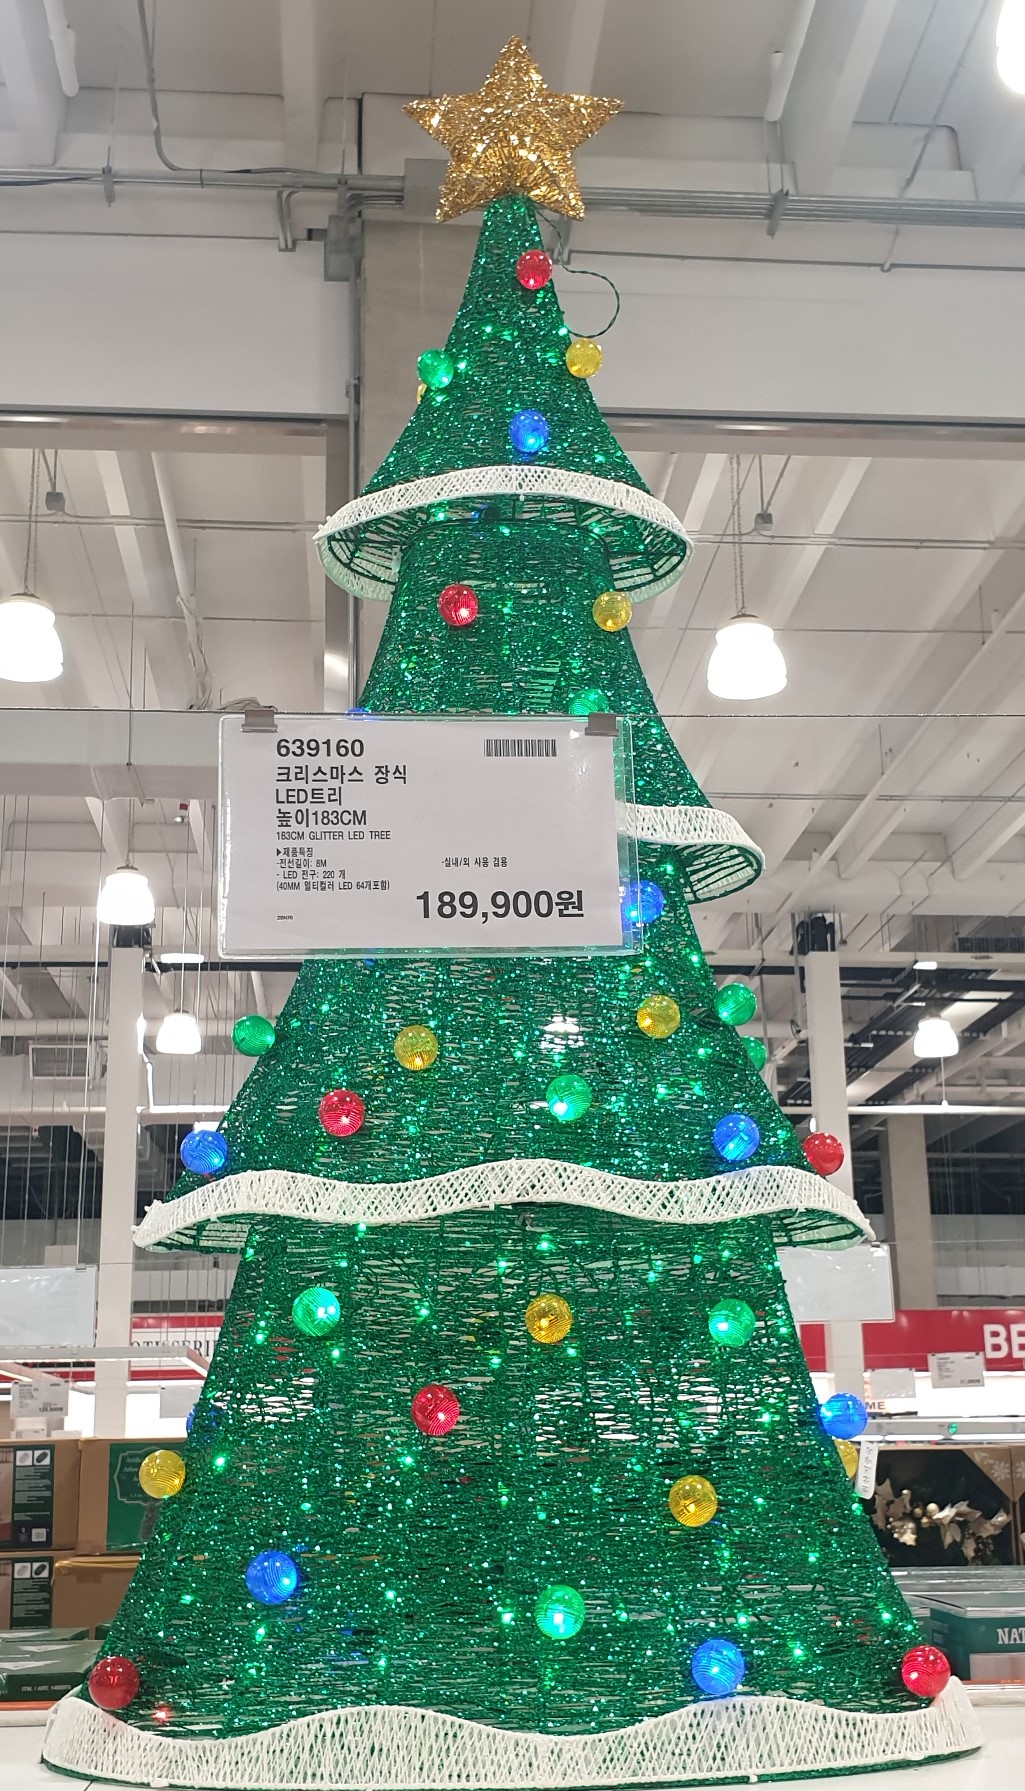 639160
크리스마스 장식
LED트리
높이183CM
183CM GLITTER LED TREE
▶제품특징
-전선길이: 8M
-실내/외 사용 겸용
- LED 전구: 220 개
(40MM 멀티컬러 LED 64개포함)
189,900원
BE
NAT